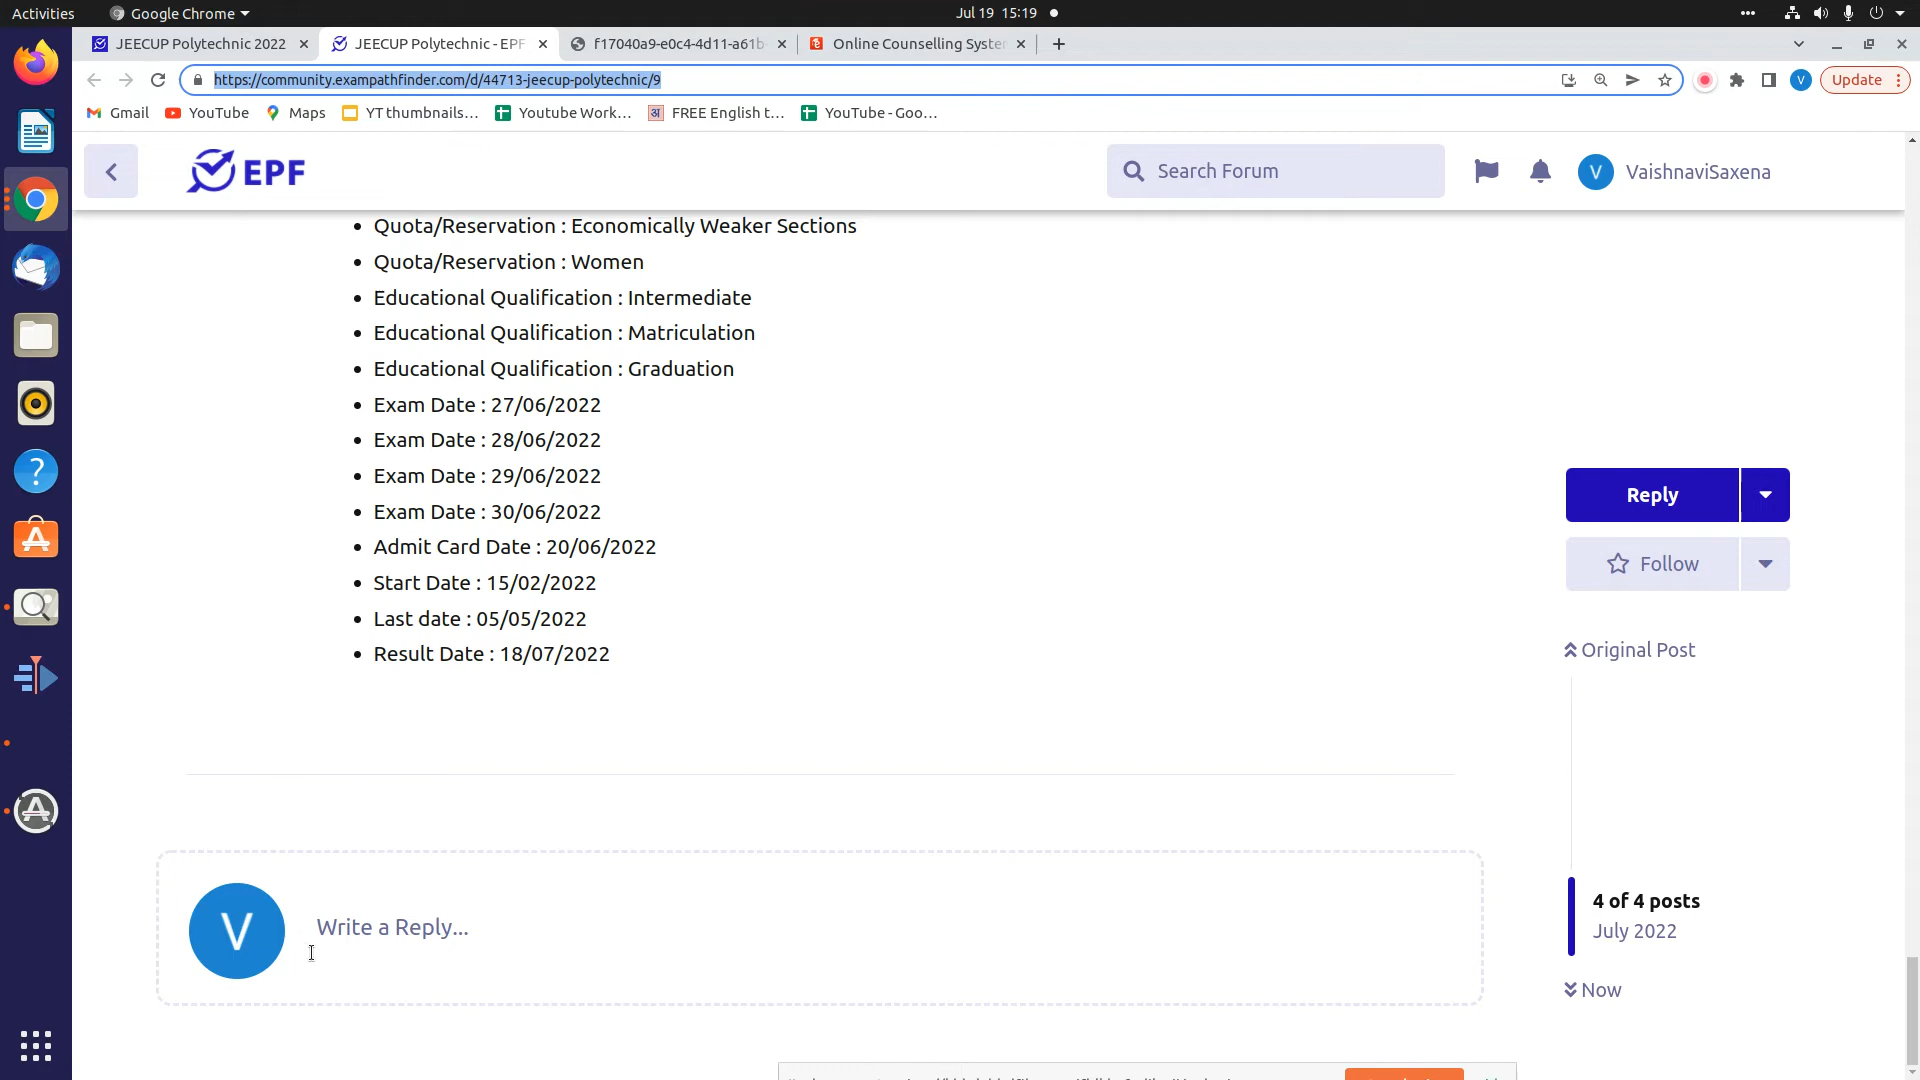 Activities Google Chrome Jul 19 15:19
JEECUP Polytechnic 2022 JEECUP Polytechnic - EPF f17040a9-e0c4-4d11-a61b- Online Counselling Syste
https://community.exampathfinder.com/d/44713-jeecup-polytechnic/9 V Update
Gmail YouTube Maps YT thumbnails... Youtube Work... अ FREE English t... YouTube - Goo...
EPF Search Forum V VaishnaviSaxena
Quota/Reservation : Economically Weaker Sections
Quota/Reservation : Women
Educational Qualification : Intermediate
Educational Qualification : Matriculation
Educational Qualification : Graduation
Exam Date : 27/06/2022
Exam Date : 28/06/2022
Exam Date : 29/06/2022
Exam Date : 30/06/2022
Admit Card Date : 20/06/2022
Start Date : 15/02/2022
Last date : 05/05/2022
Result Date : 18/07/2022
Reply
Follow
Original Post
4 of 4 posts
July 2022
Now
V Write a Reply...